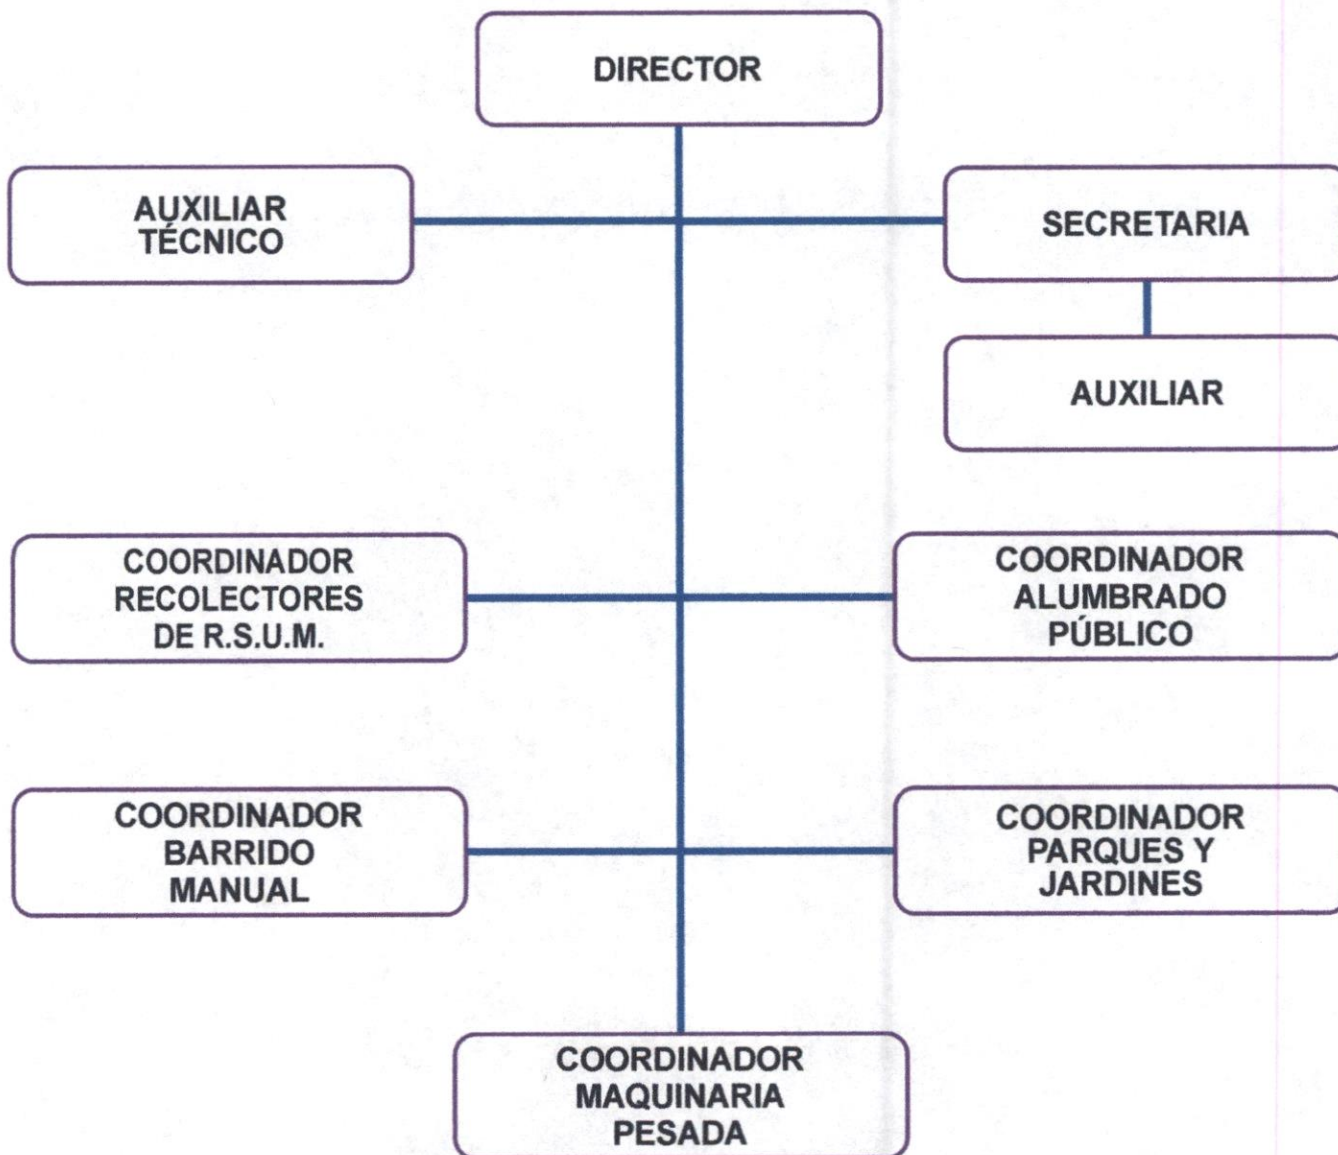 DIRECTOR
AUXILIAR
TÉCNICO
SECRETARIA
AUXILIAR
COORDINADOR
RECOLECTORES
DE R.S.U.M.
COORDINADOR
ALUMBRADO
PÚBLICO
COORDINADOR
BARRIDO
MANUAL
COORDINADOR
PARQUES Y
JARDINES
COORDINADOR
MAQUINARIA
PESADA